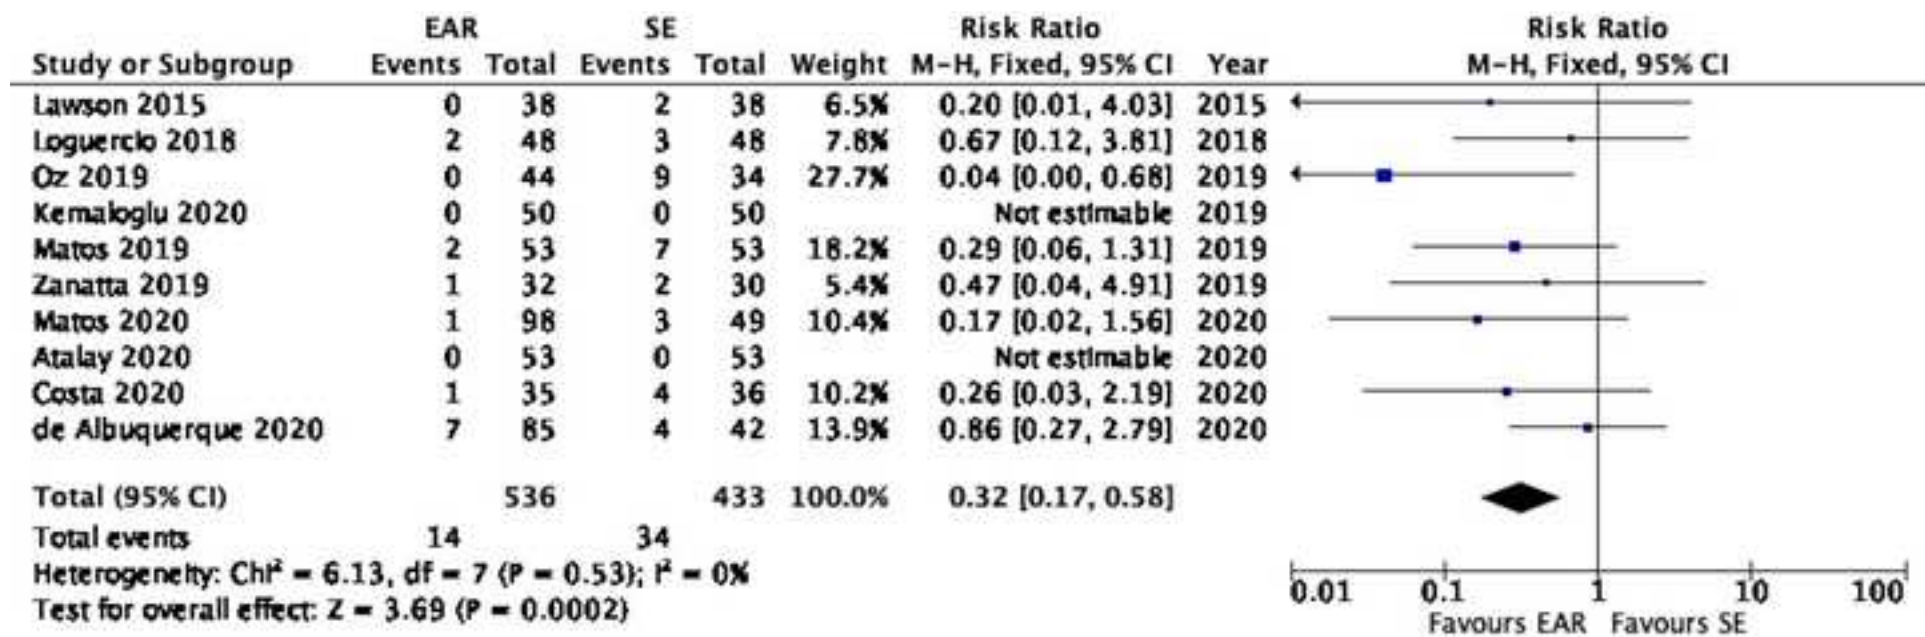 EAR SE Risk Ratio Risk Ratio
Study or Subgroup Events Total Events Total Weight M-H, Fixed, 95% CI Year M-H, Fixed, 95% CI
Lawson 2015 0 38 2 38 6.5% 0.20 [0.01, 4.03] 2015
Loguercio 2018 2 48 3 48 7.8% 0.67 [0.12, 3.81] 2018
Oz 2019 0 44 9 34 27.7% 0.04 [0.00, 0.68] 2019
Kemaloglu 2020 0 50 0 50 Not estimable 2019
Matos 2019 2 53 7 53 18.2% 0.29 [0.06, 1.31] 2019
Zanatta 2019 1 32 2 30 5.4% 0.47 [0.04, 4.91] 2019
Matos 2020 1 98 3 49 10.4% 0.17 [0.02, 1.56] 2020
Atalay 2020 0 53 0 53 Not estimable 2020
Costa 2020 1 35 4 36 10.2% 0.26 [0.03, 2.19] 2020
de Albuquerque 2020 7 85 4 42 13.9% 0.86 [0.27, 2.79] 2020
Total (95% CI) 536 433 100.0% 0.32 [0.17, 0.58]
Total events 14 34
Heterogeneity: Chi² = 6.13, df = 7 (P = 0.53); I² = 0%
Test for overall effect: Z = 3.69 (P = 0.0002)
0.01 0.1 1 10 100
Favours EAR Favours SE